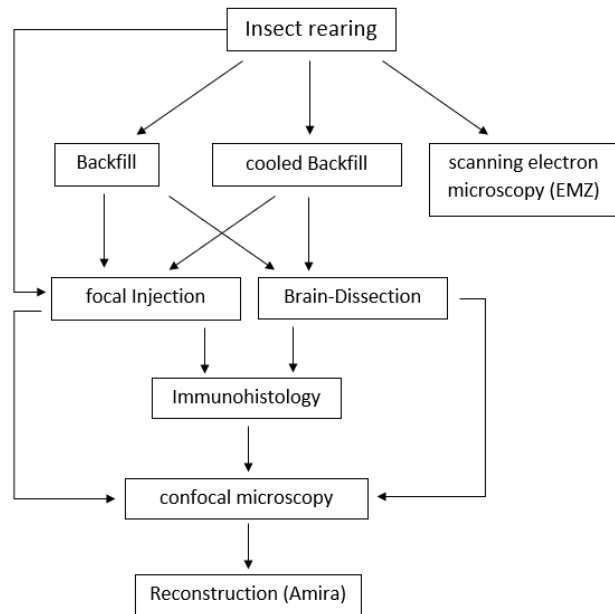 Insect rearing
Backfill
cooled Backfill
scanning electron
microscopy (EMZ)
focal Injection
Brain-Dissection
Immunohistology
confocal microscopy
Reconstruction (Amira)